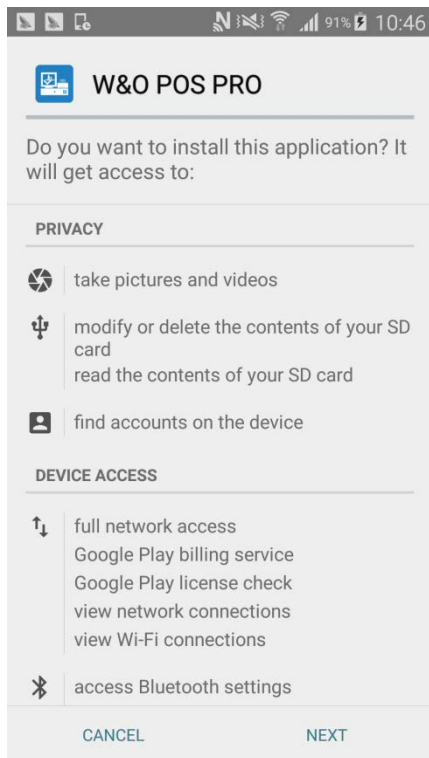 91% 10:46
W&O POS PRO
Do you want to install this application? It
will get access to:
PRIVACY
take pictures and videos
modify or delete the contents of your SD
card
read the contents of your SD card
find accounts on the device
DEVICE ACCESS
full network access
Google Play billing service
Google Play license check
view network connections
view Wi-Fi connections
access Bluetooth settings
CANCEL NEXT